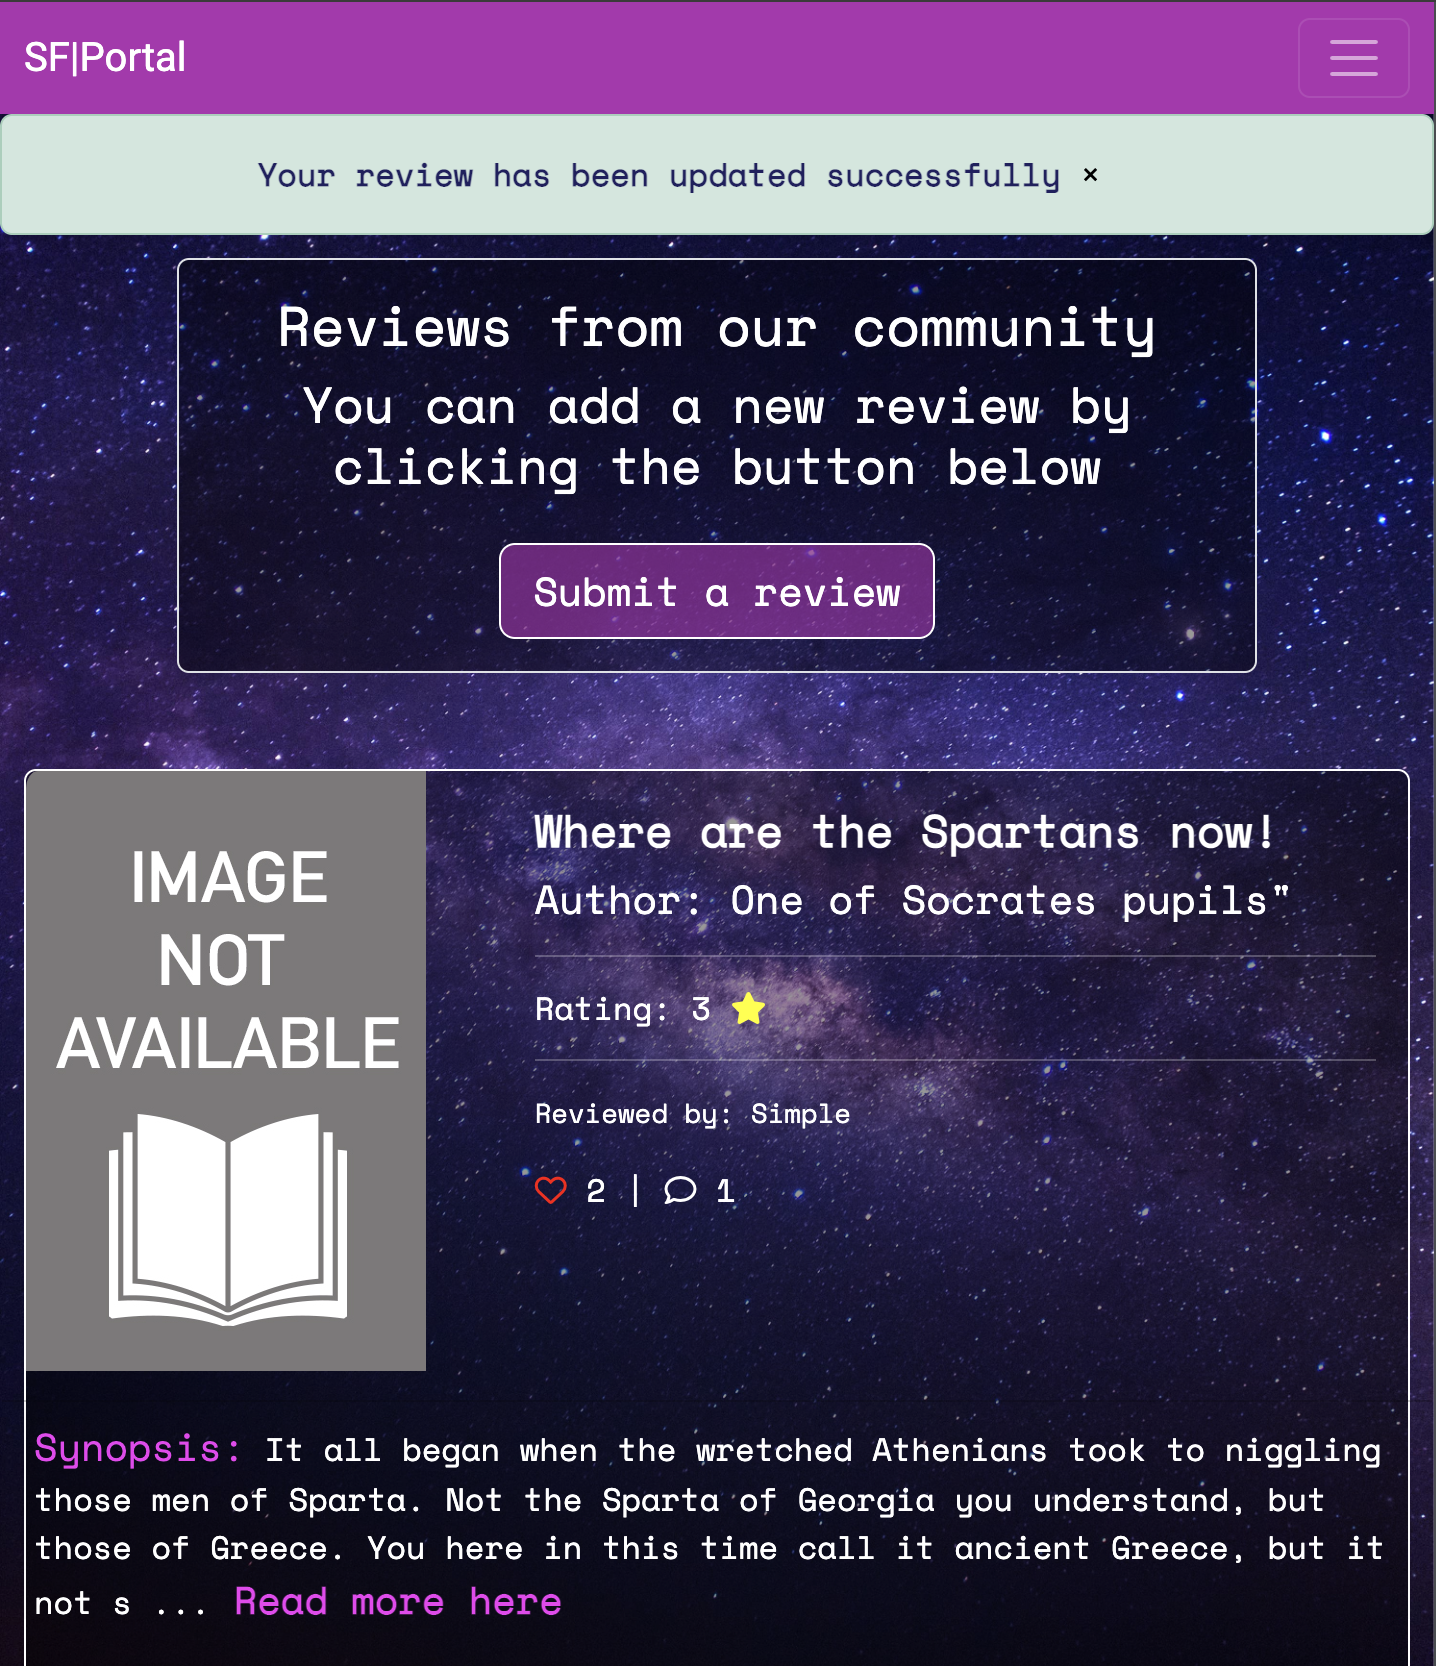 SF|Portal
Your review has been updated successfully ×
Reviews from our community
You can add a new review by
clicking the button below
Submit a review
IMAGE
NOT
AVAILABLE
Where are the Spartans now!
Author: One of Socrates pupils"
Rating: 3
Reviewed by: Simple
2 | 1
Synopsis: It all began when the wretched Athenians took to niggling
those men of Sparta. Not the Sparta of Georgia you understand, but
those of Greece. You here in this time call it ancient Greece, but it
not s ... Read more here